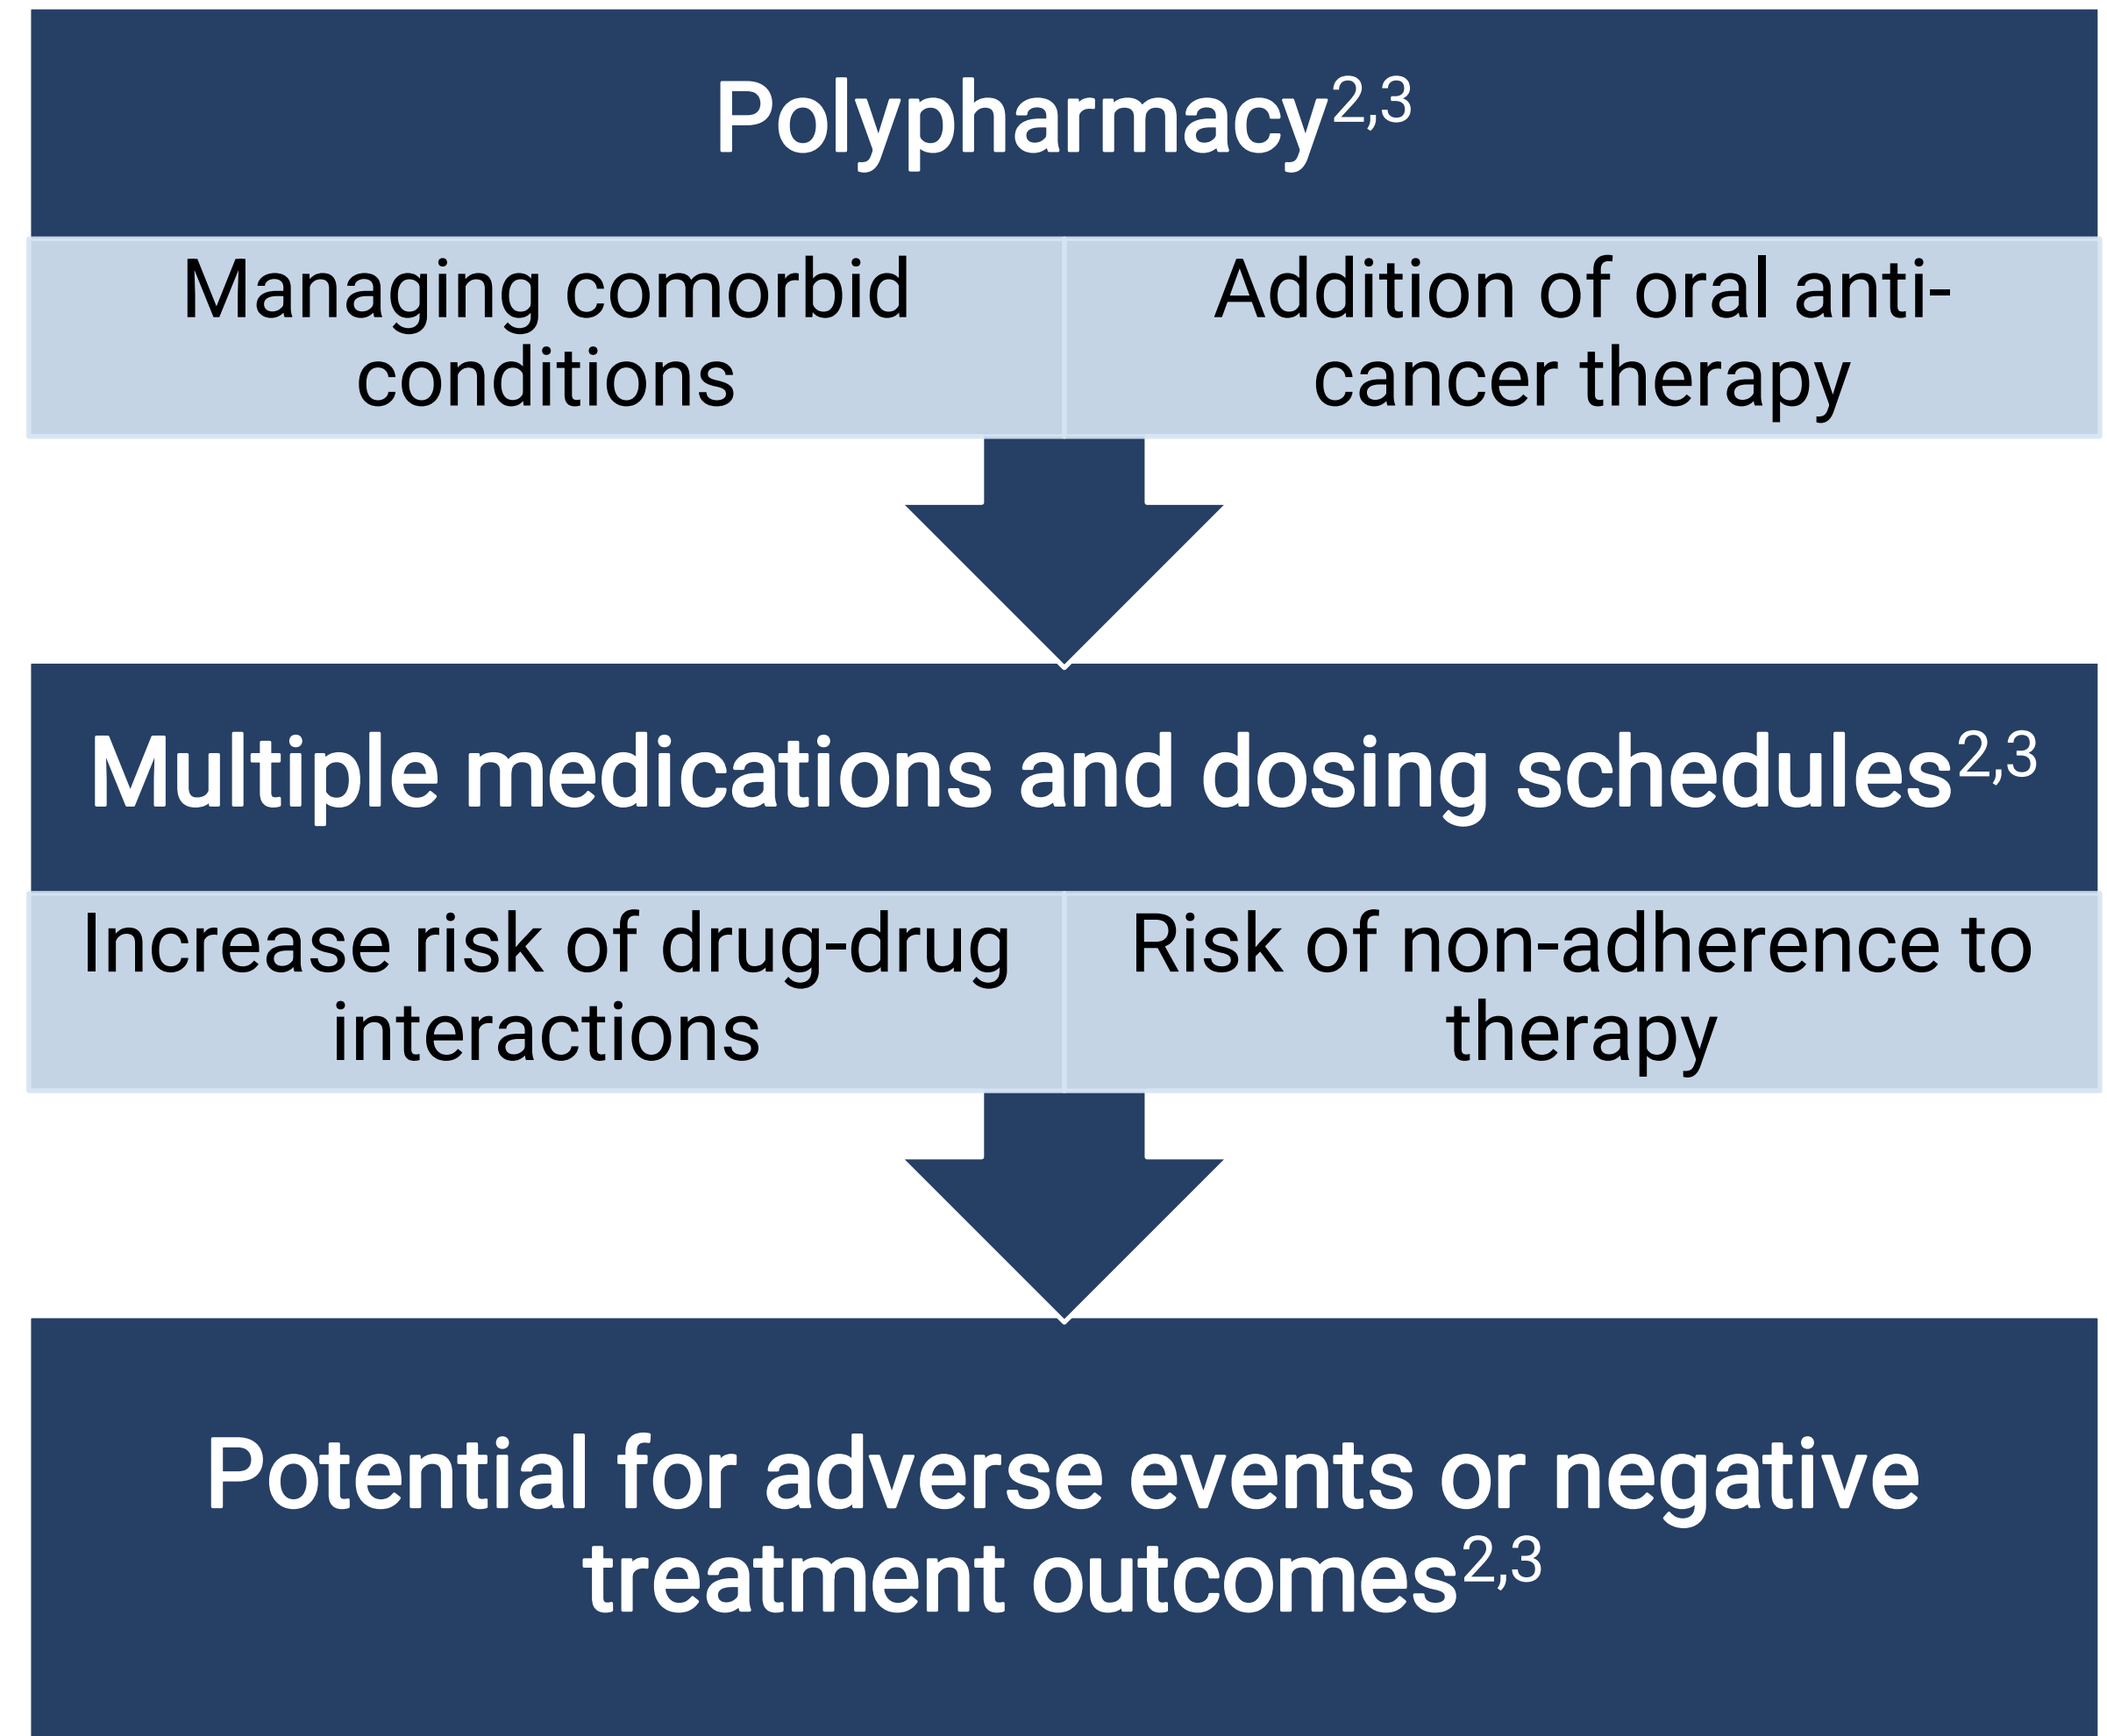 Polypharmacy2,3
Managing comorbid
conditions
Addition of oral anti-
cancer therapy
Multiple medications and dosing schedules2,3
Increase risk of drug-drug
interactions
Risk of non-adherence to
therapy
Potential for adverse events or negative
treatment outcomes2,3